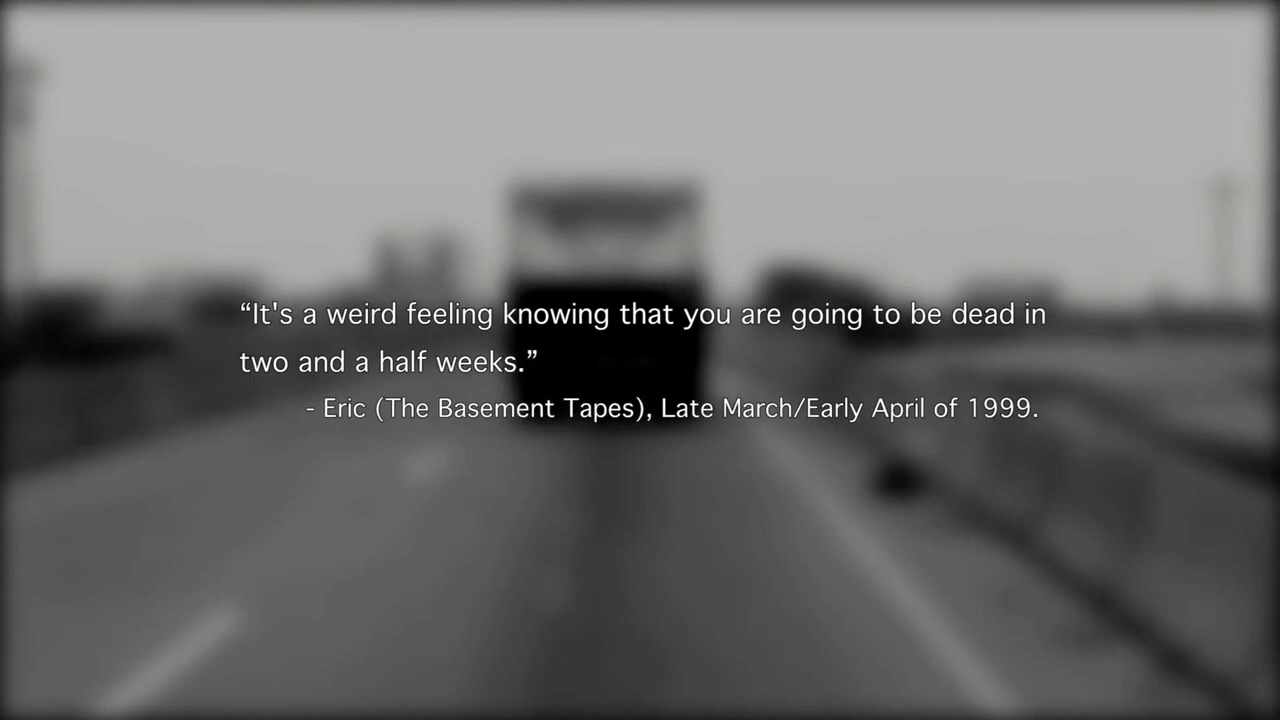 “It's a weird feeling knowing that you are going to be dead in
two and a half weeks.”
- Eric (The Basement Tapes), Late March/Early April of 1999.